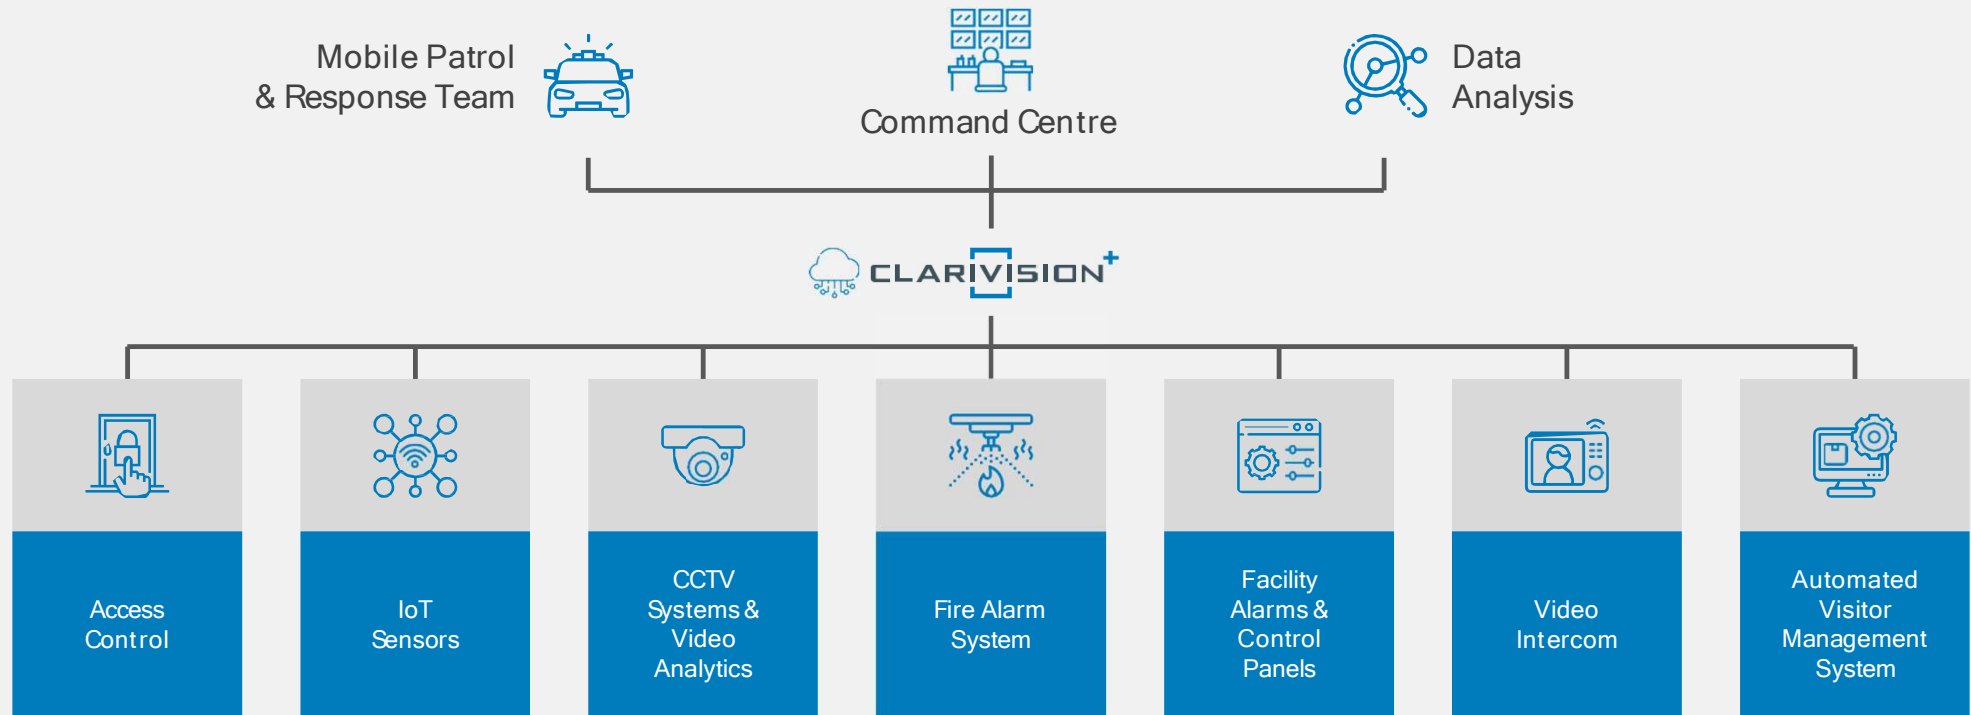 Mobile Patrol
& Response Team
Command Centre
Data
Analysis
CLARIVISION+
Access
Control
IoT
Sensors
CCTV
Systems &
Video
Analytics
Fire Alarm
System
Facility
Alarms &
Control
Panels
Video
Intercom
Automated
Visitor
Management
System